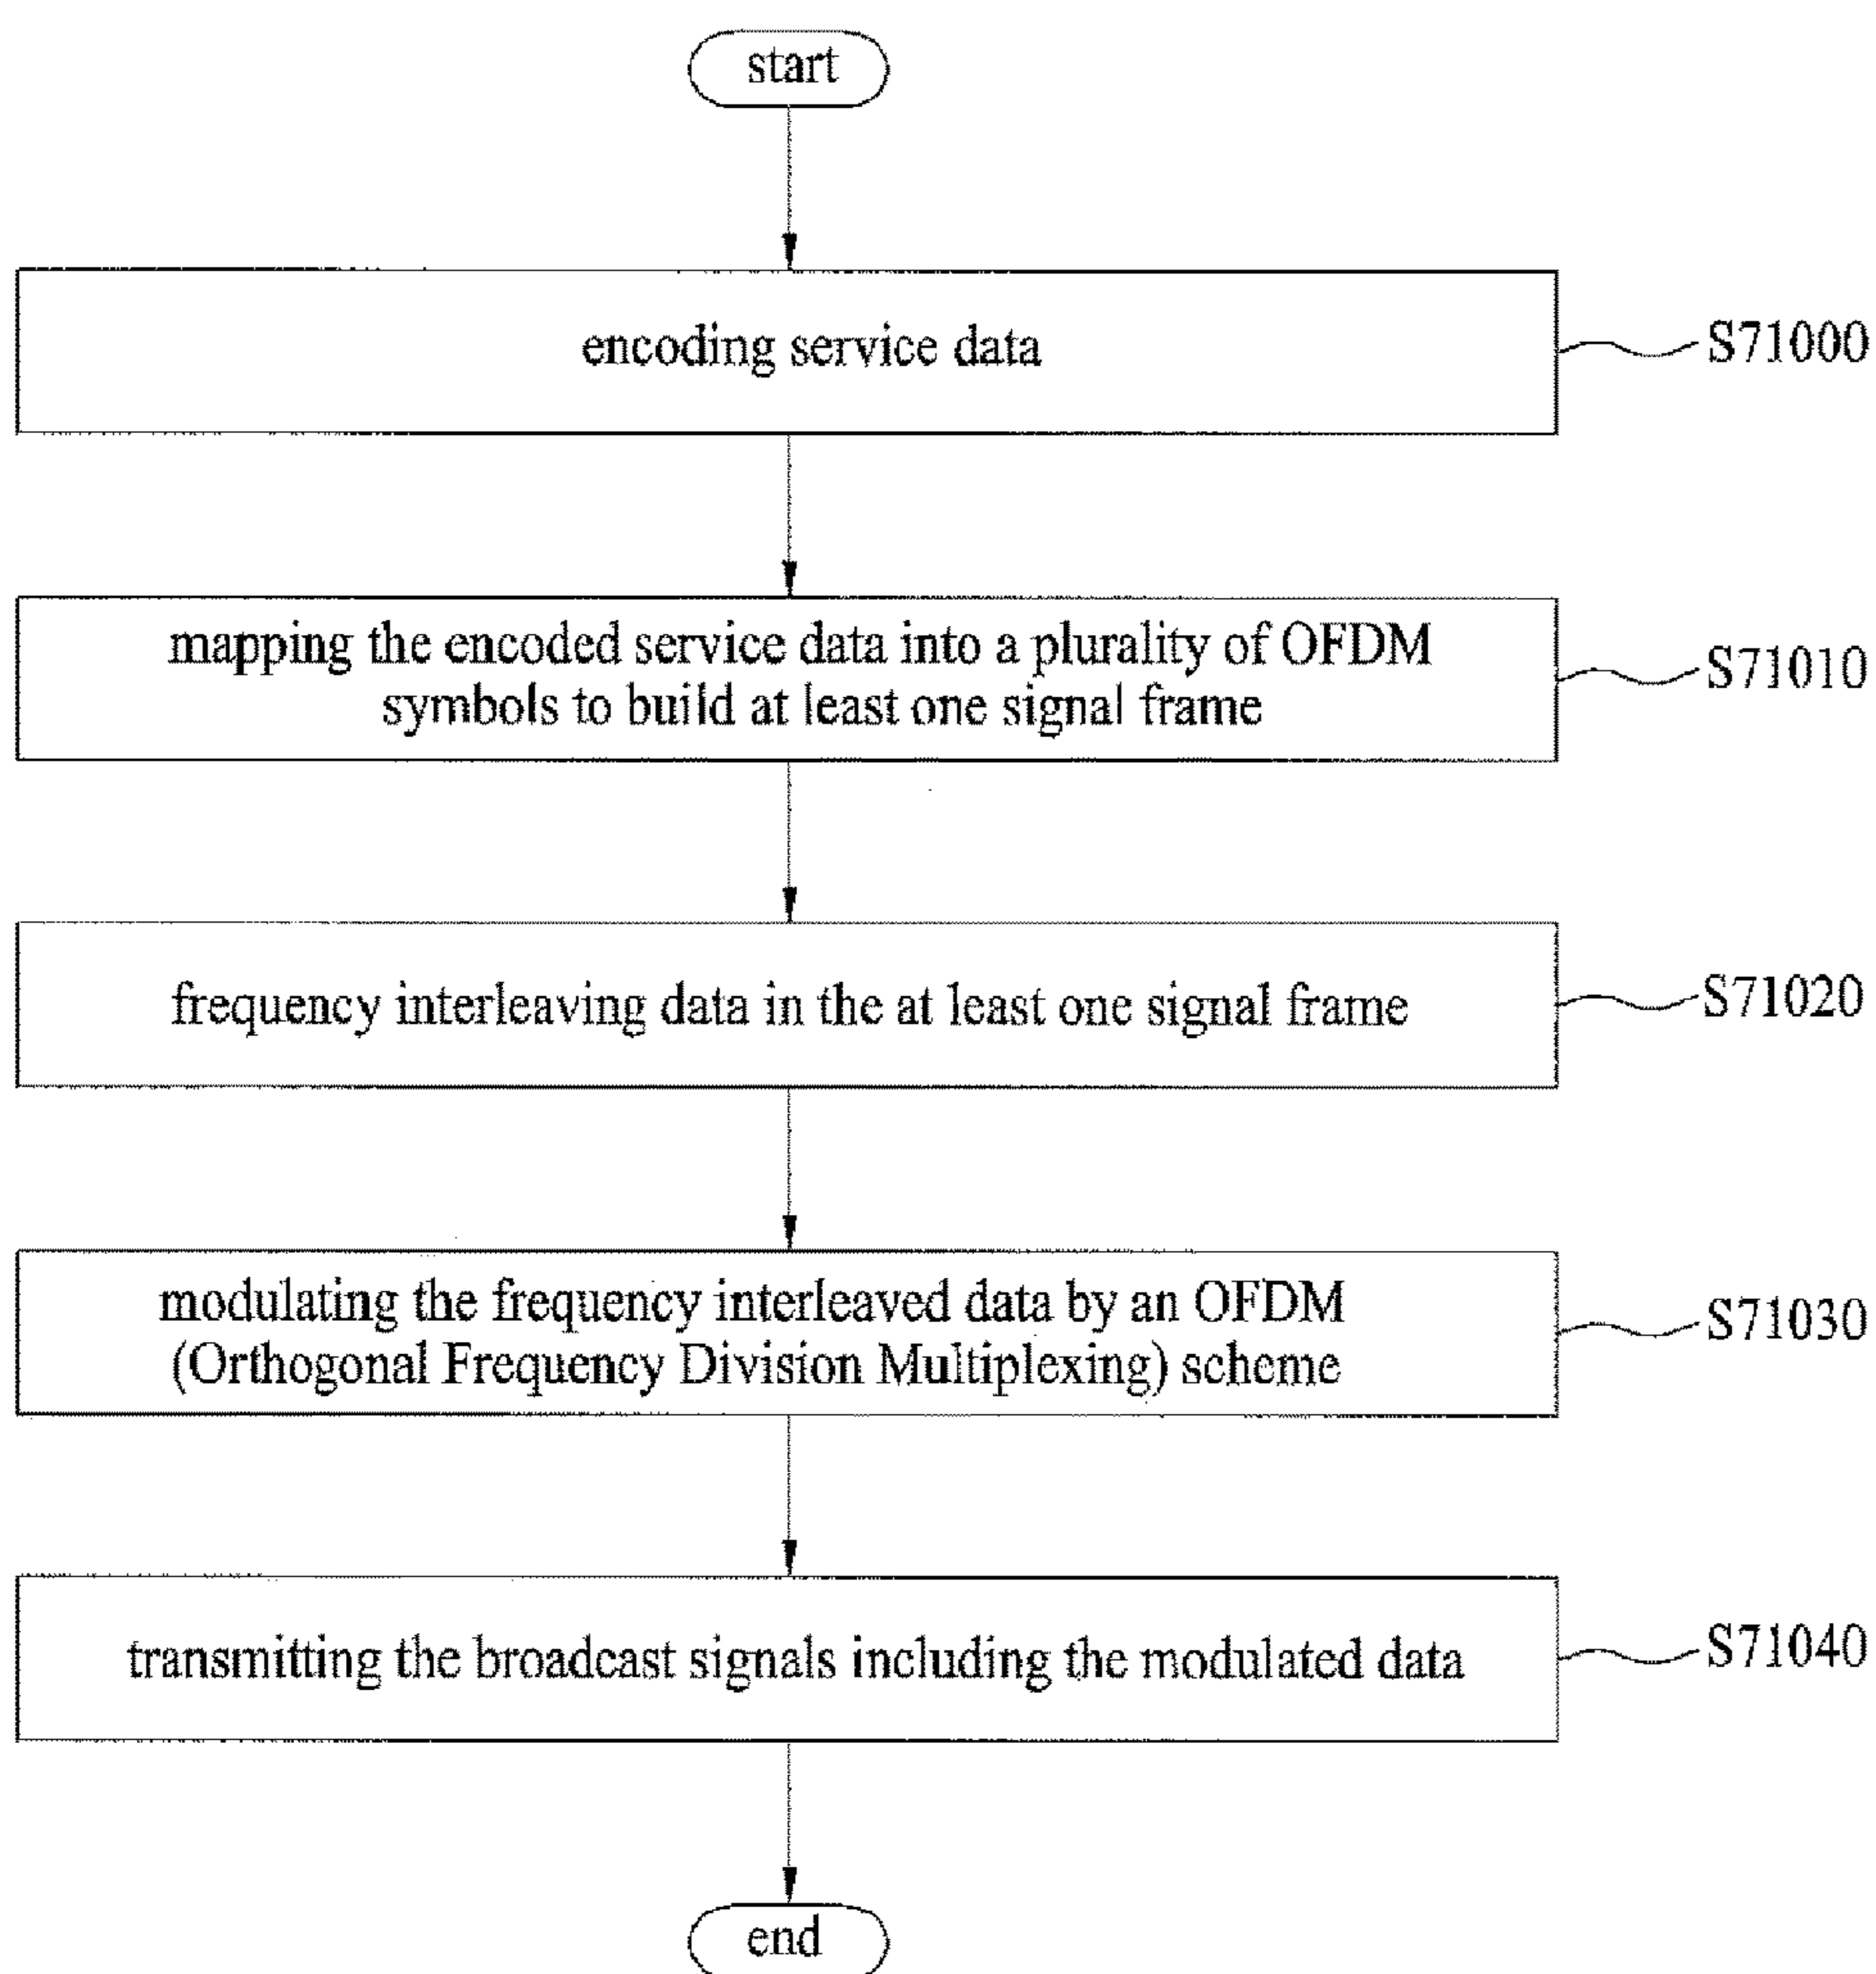 start
encoding service data
S71000
mapping the encoded service data into a plurality of OFDM
symbols to build at least one signal frame
S71010
frequency interleaving data in the at least one signal frame
S71020
modulating the frequency interleaved data by an OFDM
(Orthogonal Frequency Division Multiplexing) scheme
S71030
transmitting the broadcast signals including the modulated data
S71040
end